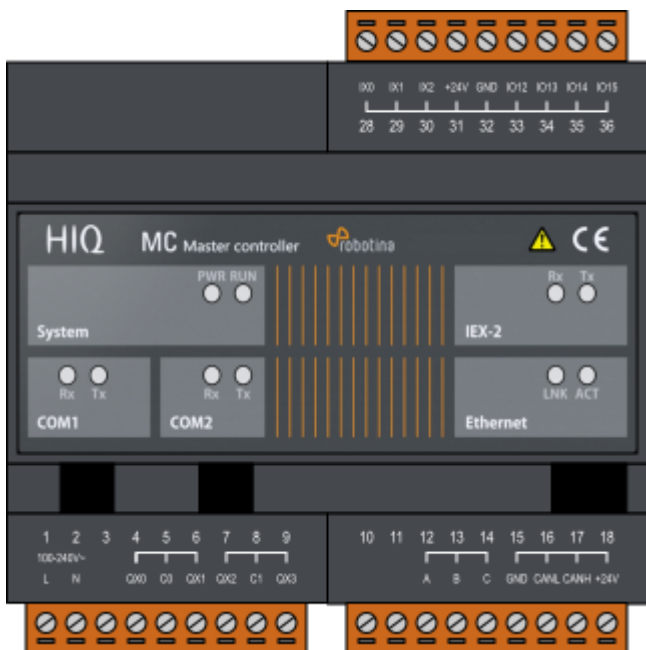 IX0 IX1 IX2 +24V GND IO12 IO13 IO14 IO15
28 29 30 31 32 33 34 35 36
HIQ MC Master controller robotina CE
PWR RUN Rx Tx
System IEX-2
Rx Tx Rx Tx LNK ACT
COM1 COM2 Ethernet
1 2 3 4 5 6 7 8 9 10 11 12 13 14 15 16 17 18
100-240V~
L N QX0 C0 QX1 QX2 C1 QX3 A B C GND CANL CANH +24V